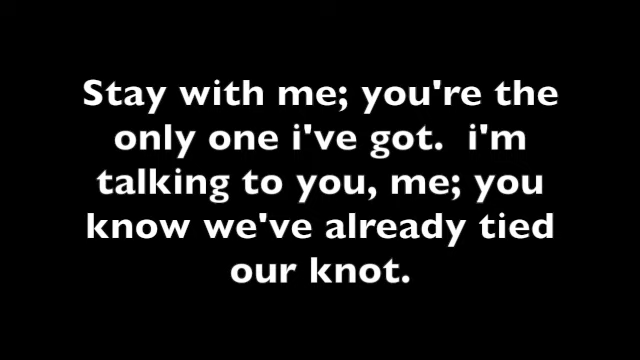 Stay with me; you're the
only one i've got.  i'm
talking to you, me; you
know we've already tied
our knot.